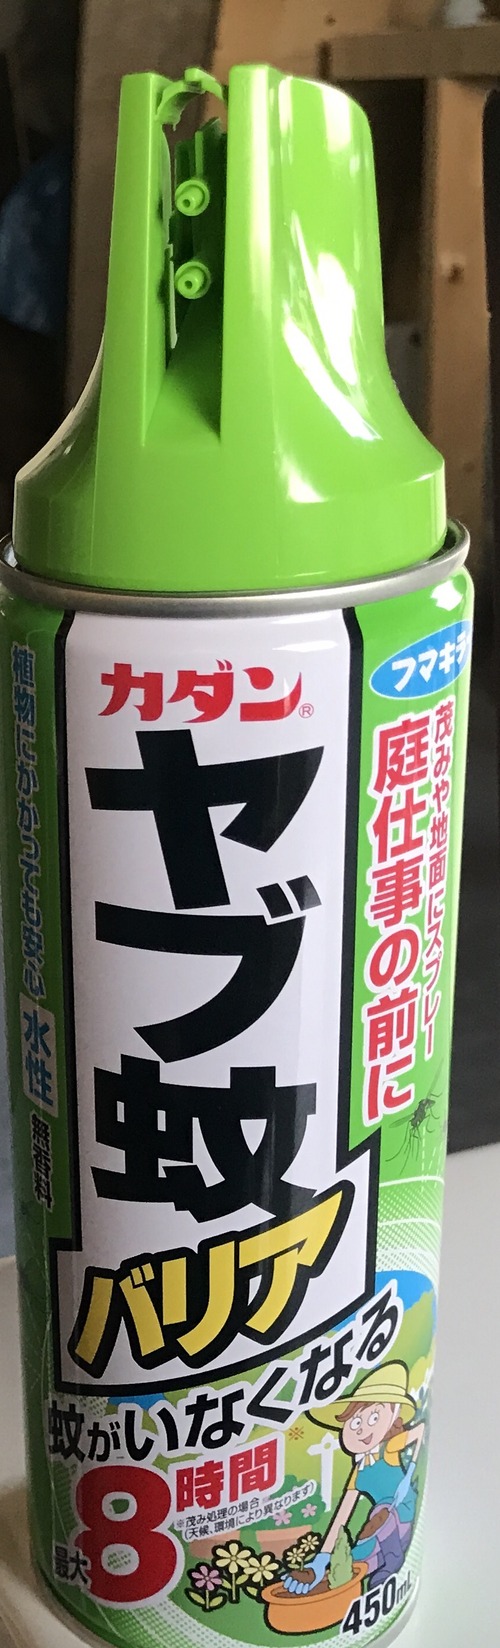 カダン®
ヤブ蚊
バリア
フマキラ
茂みや地面にスプレー
庭仕事の前に
植物にかかっても安心
水性
無香料
蚊がいなくなる
最大8時間※
※茂み処理の場合
(天候、環境により異なります)
450mL